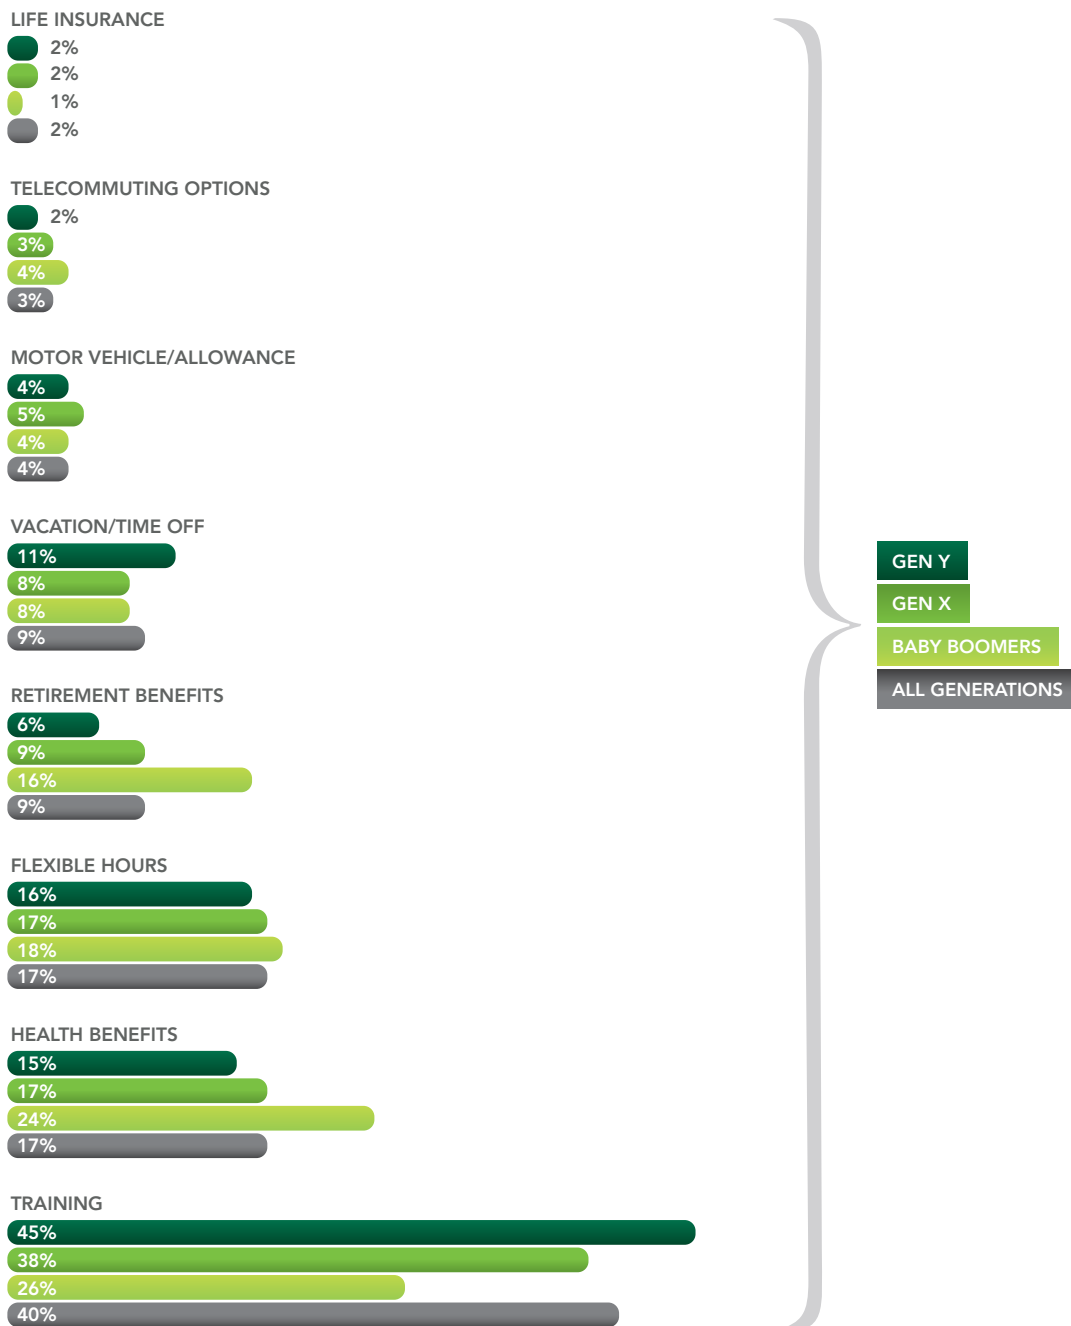 LIFE INSURANCE
2%
2%
1%
2%
TELECOMMUTING OPTIONS
2%
3%
4%
3%
MOTOR VEHICLE/ALLOWANCE
4%
5%
4%
4%
VACATION/TIME OFF
11%
8%
8%
9%
RETIREMENT BENEFITS
6%
9%
16%
9%
FLEXIBLE HOURS
16%
17%
18%
17%
HEALTH BENEFITS
15%
17%
24%
17%
TRAINING
45%
38%
26%
40%
GEN Y
GEN X
BABY BOOMERS
ALL GENERATIONS